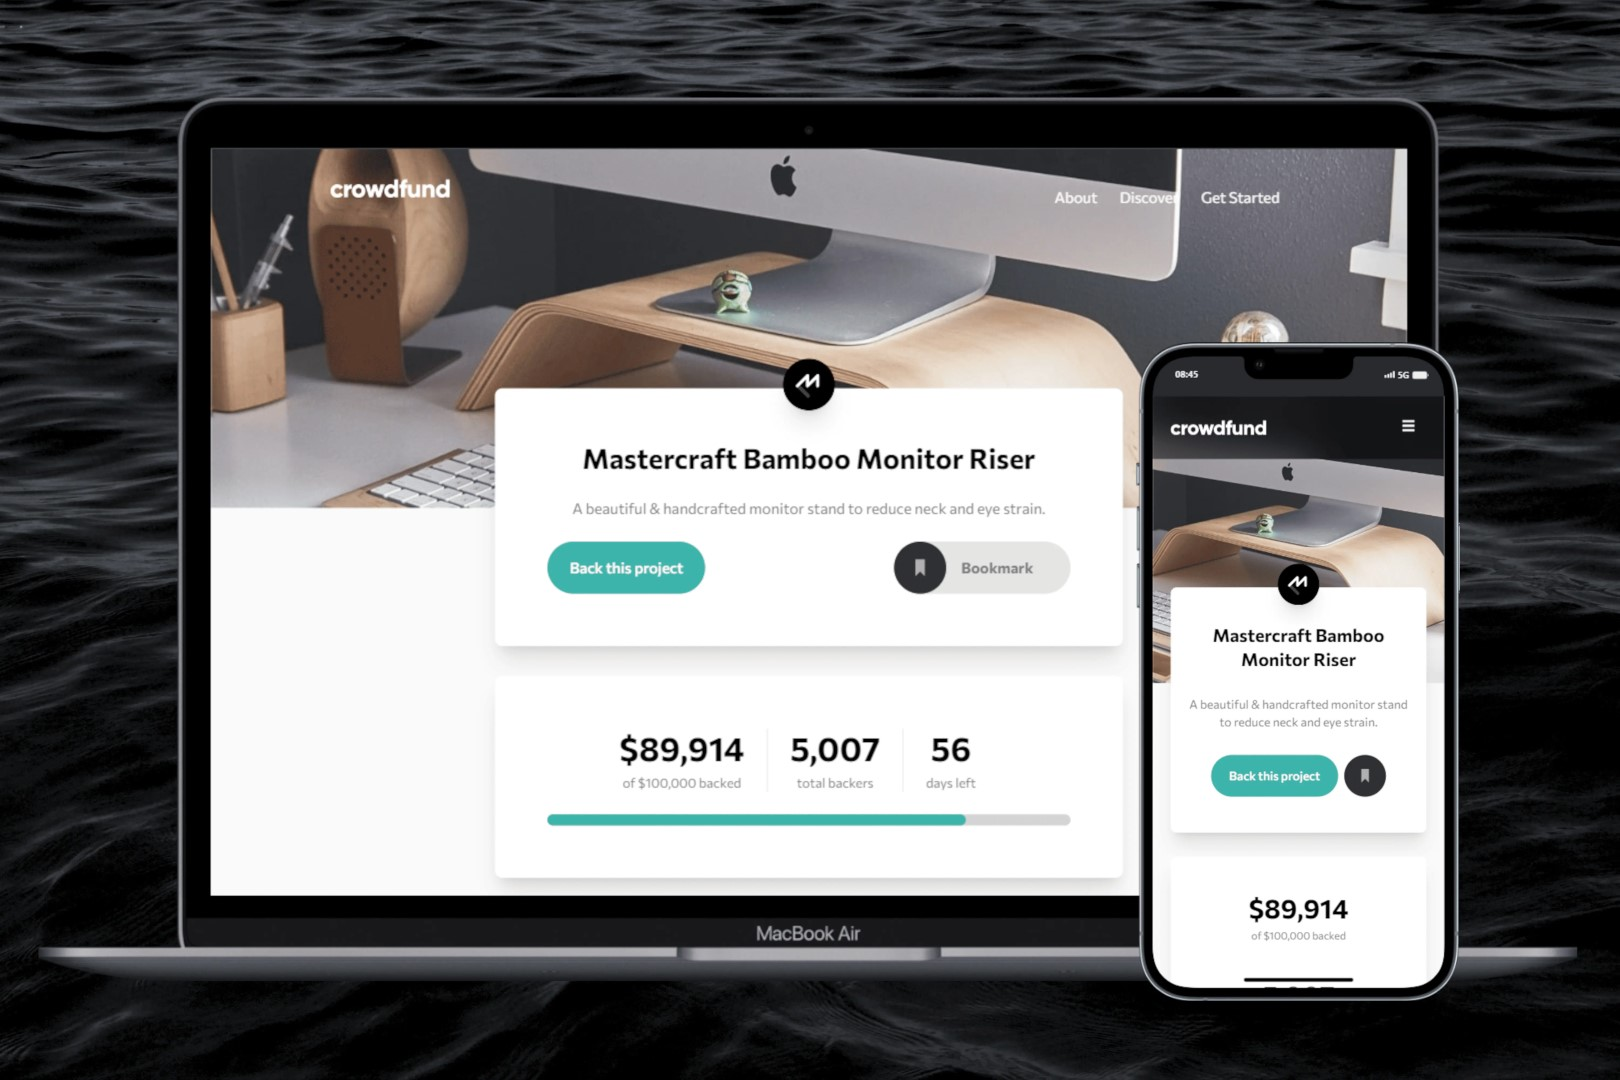 crowdfund
About Discover Get Started
Mastercraft Bamboo Monitor Riser
A beautiful & handcrafted monitor stand to reduce neck and eye strain.
Back this project
Bookmark
$89,914
of $100,000 backed
5,007
total backers
56
days left
MacBook Air
08:45
5G
crowdfund
Mastercraft Bamboo
Monitor Riser
A beautiful & handcrafted monitor stand
to reduce neck and eye strain.
Back this project
$89,914
of $100,000 backed